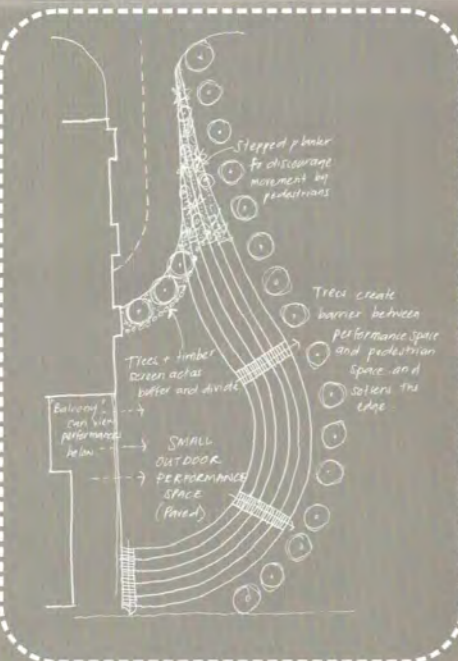 Stepped planter
to discourage
movement by
pedestrians
Trees create
barrier between
performance space
and pedestrian
space and
softens the
edge
Trees + timber
screen act as
buffer and divide
Balcony
can view
performances
below
SMALL
OUTDOOR
PERFORMANCE
SPACE
(Paved)